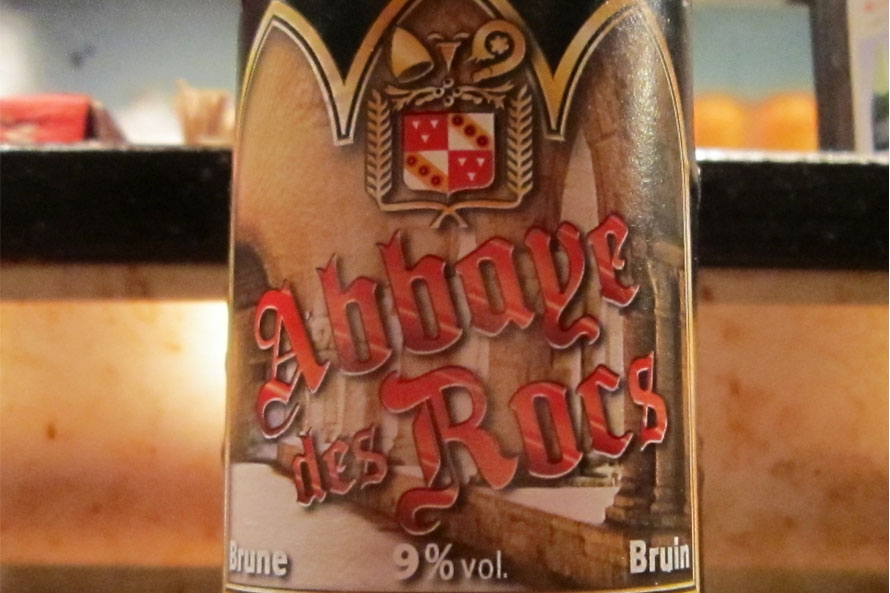 Abbaye
des Rocs
Brune 9% vol. Bruin